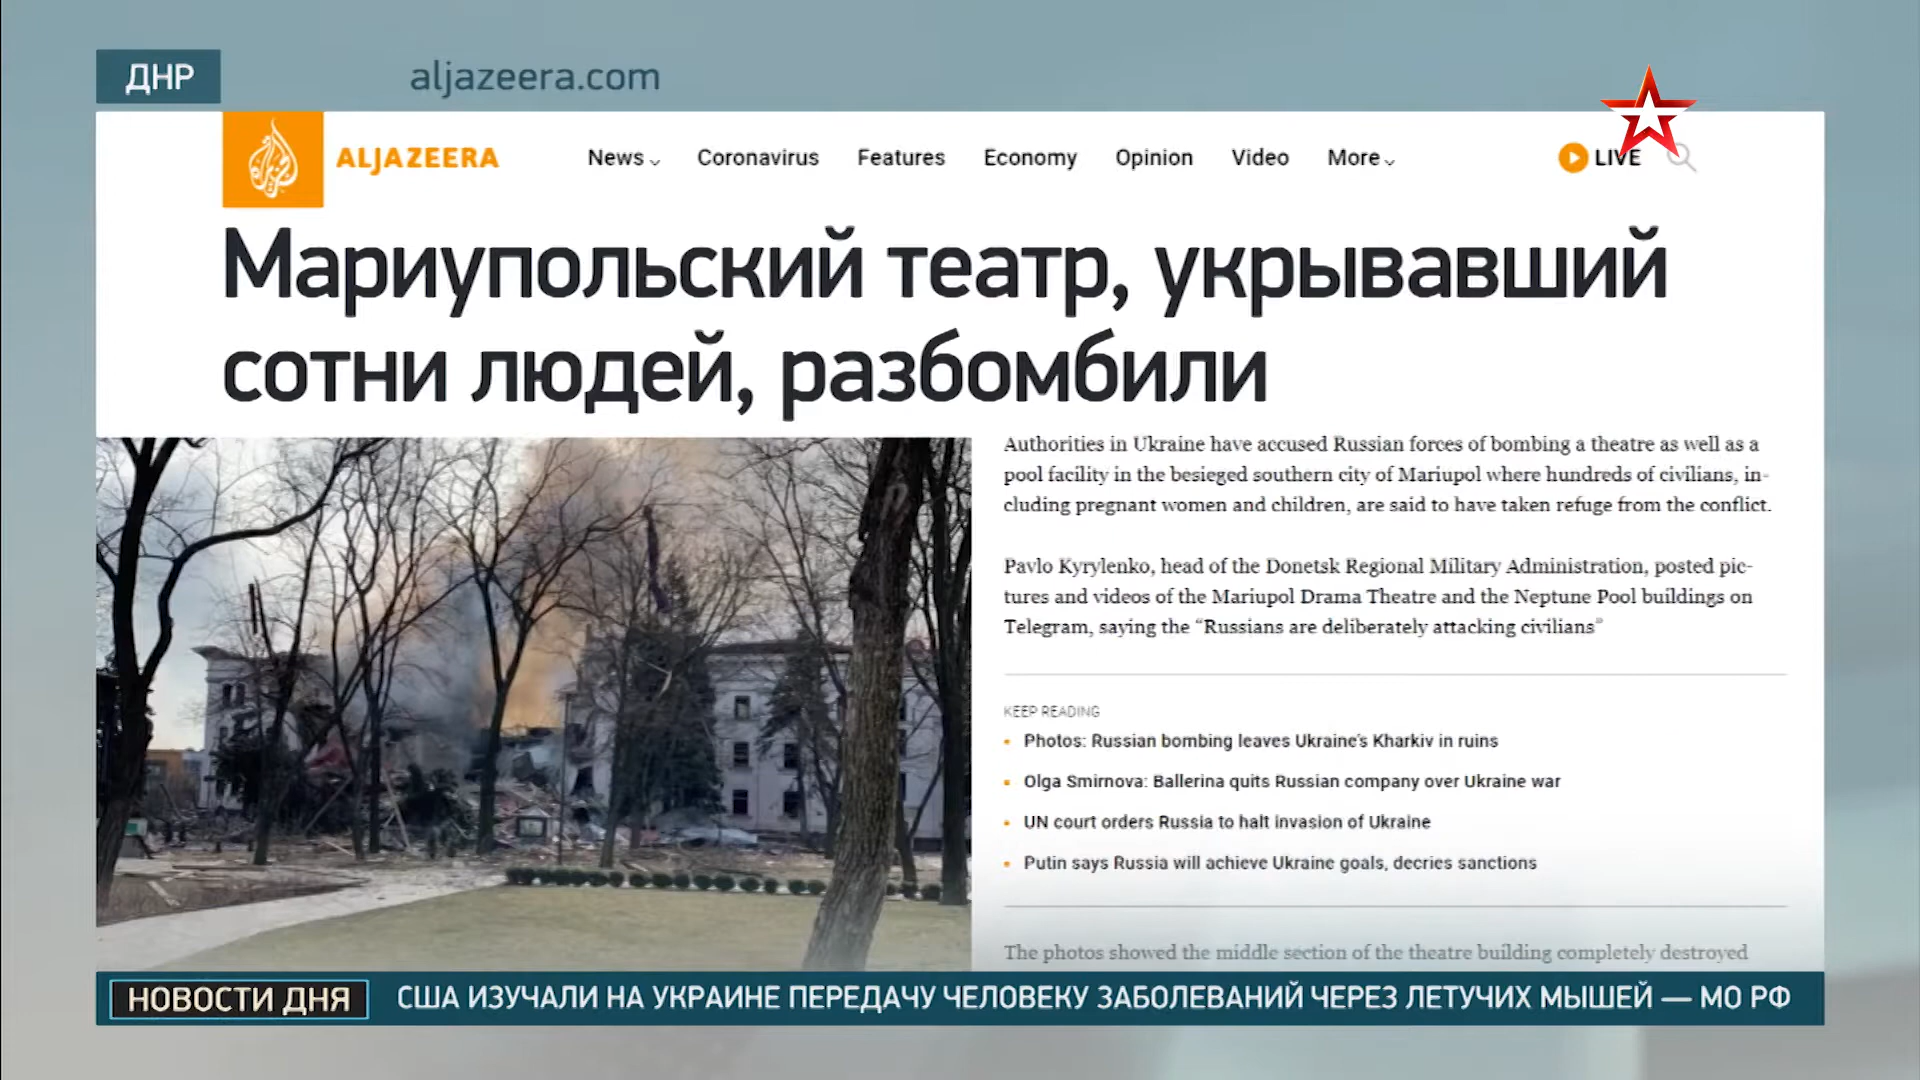 ДНР
aljazeera.com
ALJAZEERA
News Coronavirus Features Economy Opinion Video More LIVE
Мариупольский театр, укрывавший
сотни людей, разбомбили
Authorities in Ukraine have accused Russian forces of bombing a theatre as well as a
pool facility in the besieged southern city of Mariupol where hundreds of civilians, in-
cluding pregnant women and children, are said to have taken refuge from the conflict.
Pavlo Kyrylenko, head of the Donetsk Regional Military Administration, posted pic-
tures and videos of the Mariupol Drama Theatre and the Neptune Pool buildings on
Telegram, saying the “Russians are deliberately attacking civilians”
KEEP READING
Photos: Russian bombing leaves Ukraine’s Kharkiv in ruins
Olga Smirnova: Ballerina quits Russian company over Ukraine war
UN court orders Russia to halt invasion of Ukraine
Putin says Russia will achieve Ukraine goals, decries sanctions
The photos showed the middle section of the theatre building completely destroyed
НОВОСТИ ДНЯ
США ИЗУЧАЛИ НА УКРАИНЕ ПЕРЕДАЧУ ЧЕЛОВЕКУ ЗАБОЛЕВАНИЙ ЧЕРЕЗ ЛЕТУЧИХ МЫШЕЙ — МО РФ